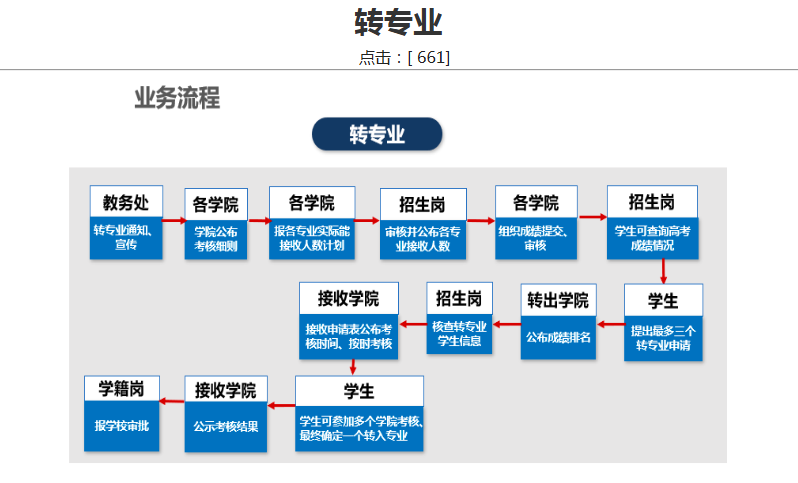 转专业
点击：[ 661]
业务流程
转专业
教务处
转专业通知、
宣传
各学院
学院公布
考核细则
各学院
报各专业实际能
接收人数计划
招生岗
审核并公布各专
业接收人数
各学院
组织成绩提交、
审核
招生岗
学生可查询高考
成绩情况
学生
提出最多三个
转专业申请
转出学院
公布成绩排名
招生岗
核查转专业
学生信息
接收学院
接收申请表公布考
核时间、按时考核
学生
学生可参加多个学院考核、
最终确定一个转入专业
接收学院
公示考核结果
学籍岗
报学校审批